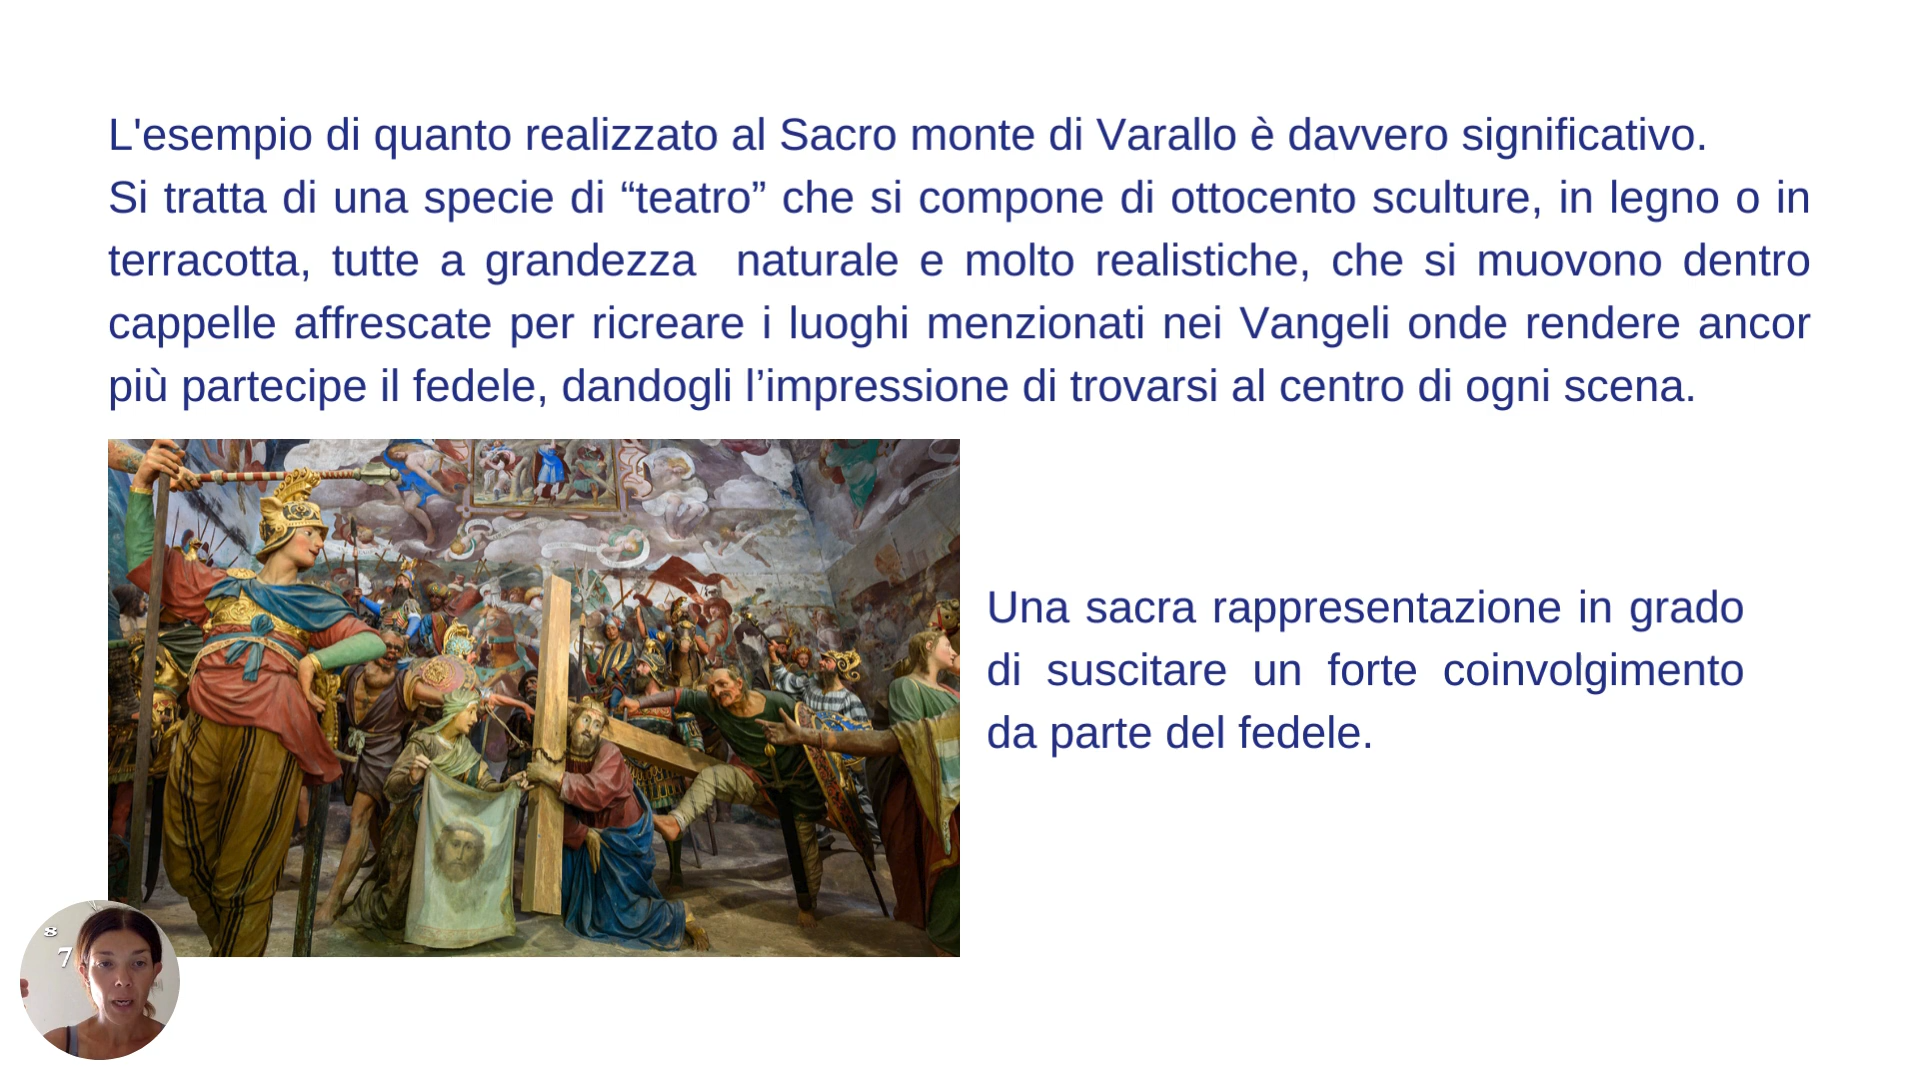 L'esempio di quanto realizzato al Sacro monte di Varallo è davvero significativo.
Si tratta di una specie di “teatro” che si compone di ottocento sculture, in legno o in
terracotta, tutte a grandezza  naturale e molto realistiche, che si muovono dentro
cappelle affrescate per ricreare i luoghi menzionati nei Vangeli onde rendere ancor
più partecipe il fedele, dandogli l’impressione di trovarsi al centro di ogni scena.
Una sacra rappresentazione in grado
di suscitare un forte coinvolgimento
da parte del fedele.
8
7